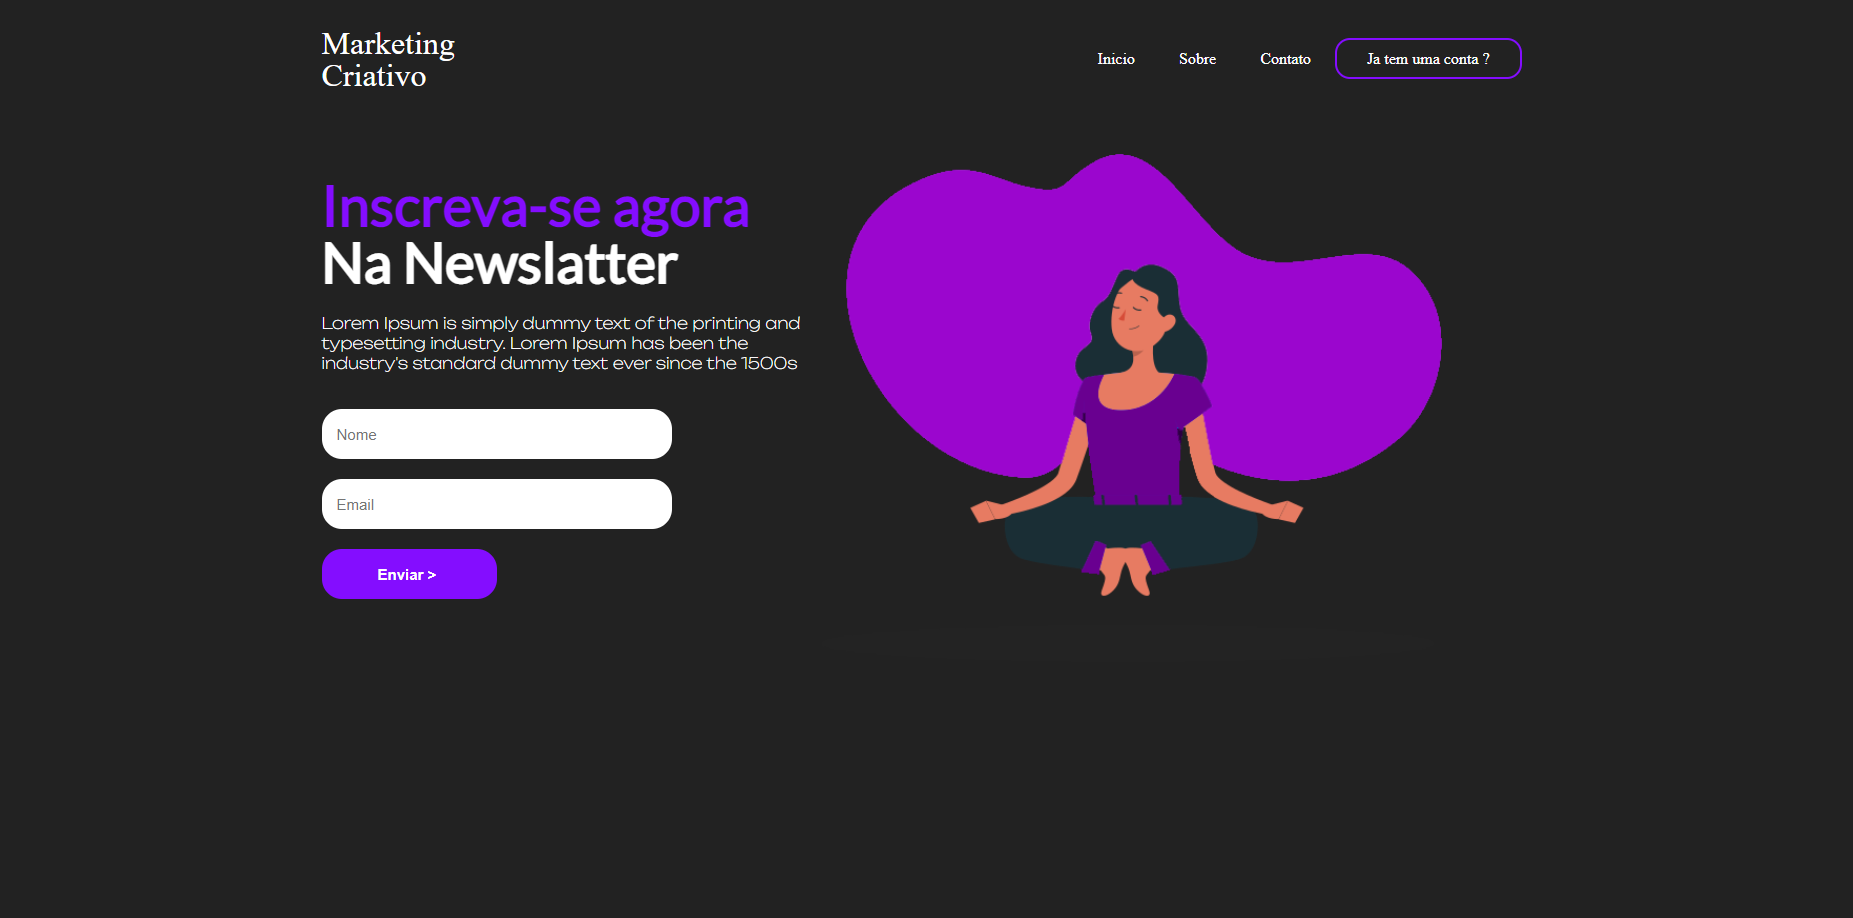 Marketing
Criativo
Inicio
Sobre
Contato
Ja tem uma conta ?
Inscreva-se agora
Na Newslatter
Lorem Ipsum is simply dummy text of the printing and
typesetting industry. Lorem Ipsum has been the
industry's standard dummy text ever since the 1500s
Nome
Email
Enviar >